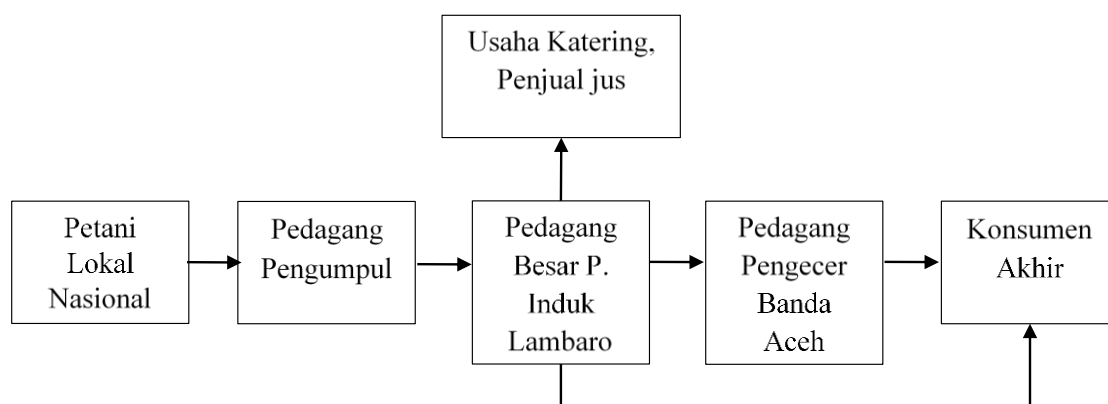 Usaha Katering,
Penjual jus
Petani
Lokal
Nasional
Pedagang
Pengumpul
Pedagang
Besar P.
Induk
Lambaro
Pedagang
Pengecer
Banda
Aceh
Konsumen
Akhir